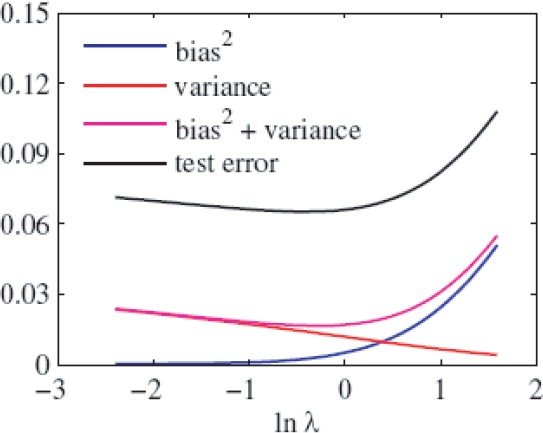 0.15
bias²
0.12
variance
bias² + variance
0.09
test error
0.06
0.03
0
−3 −2 −1 0 1 2
ln λ